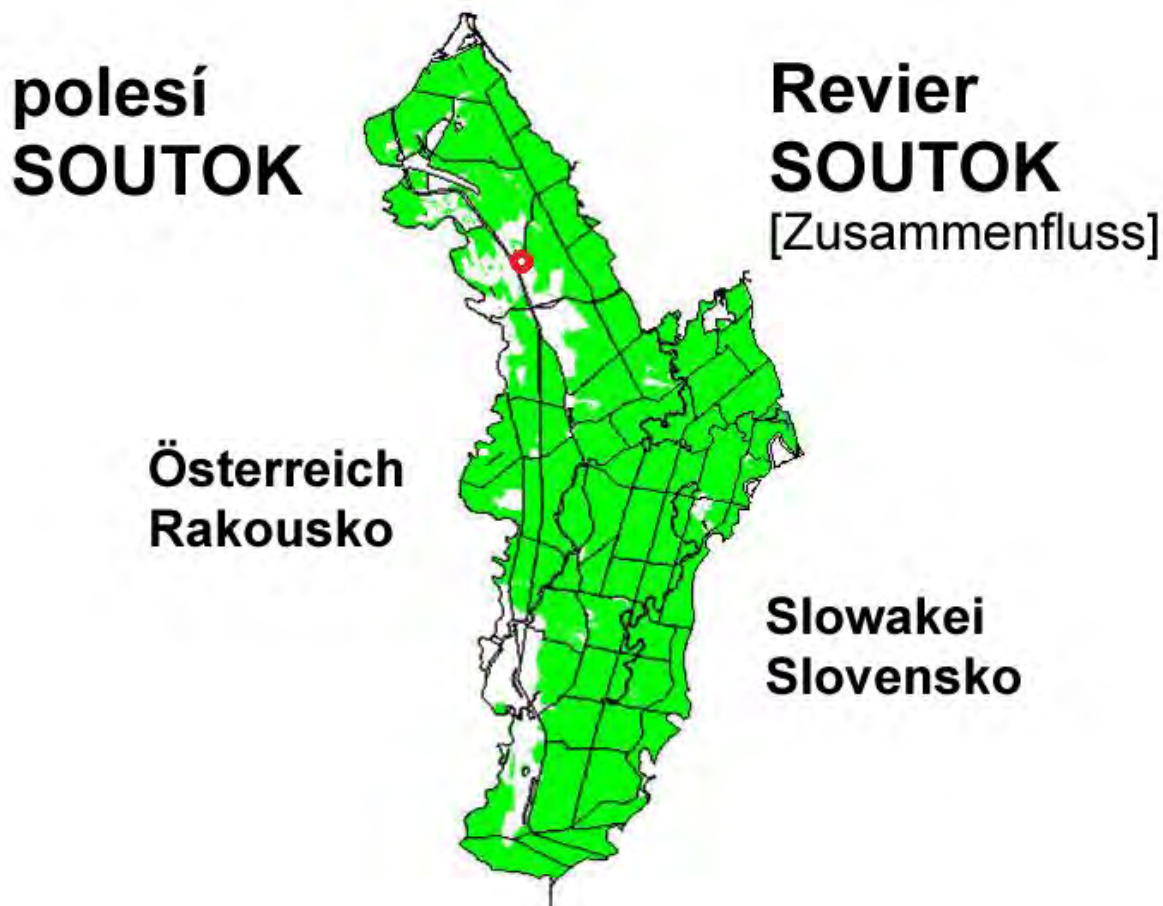 polesí
SOUTOK
Revier
SOUTOK
[Zusammenfluss]
Österreich
Rakousko
Slowakei
Slovensko